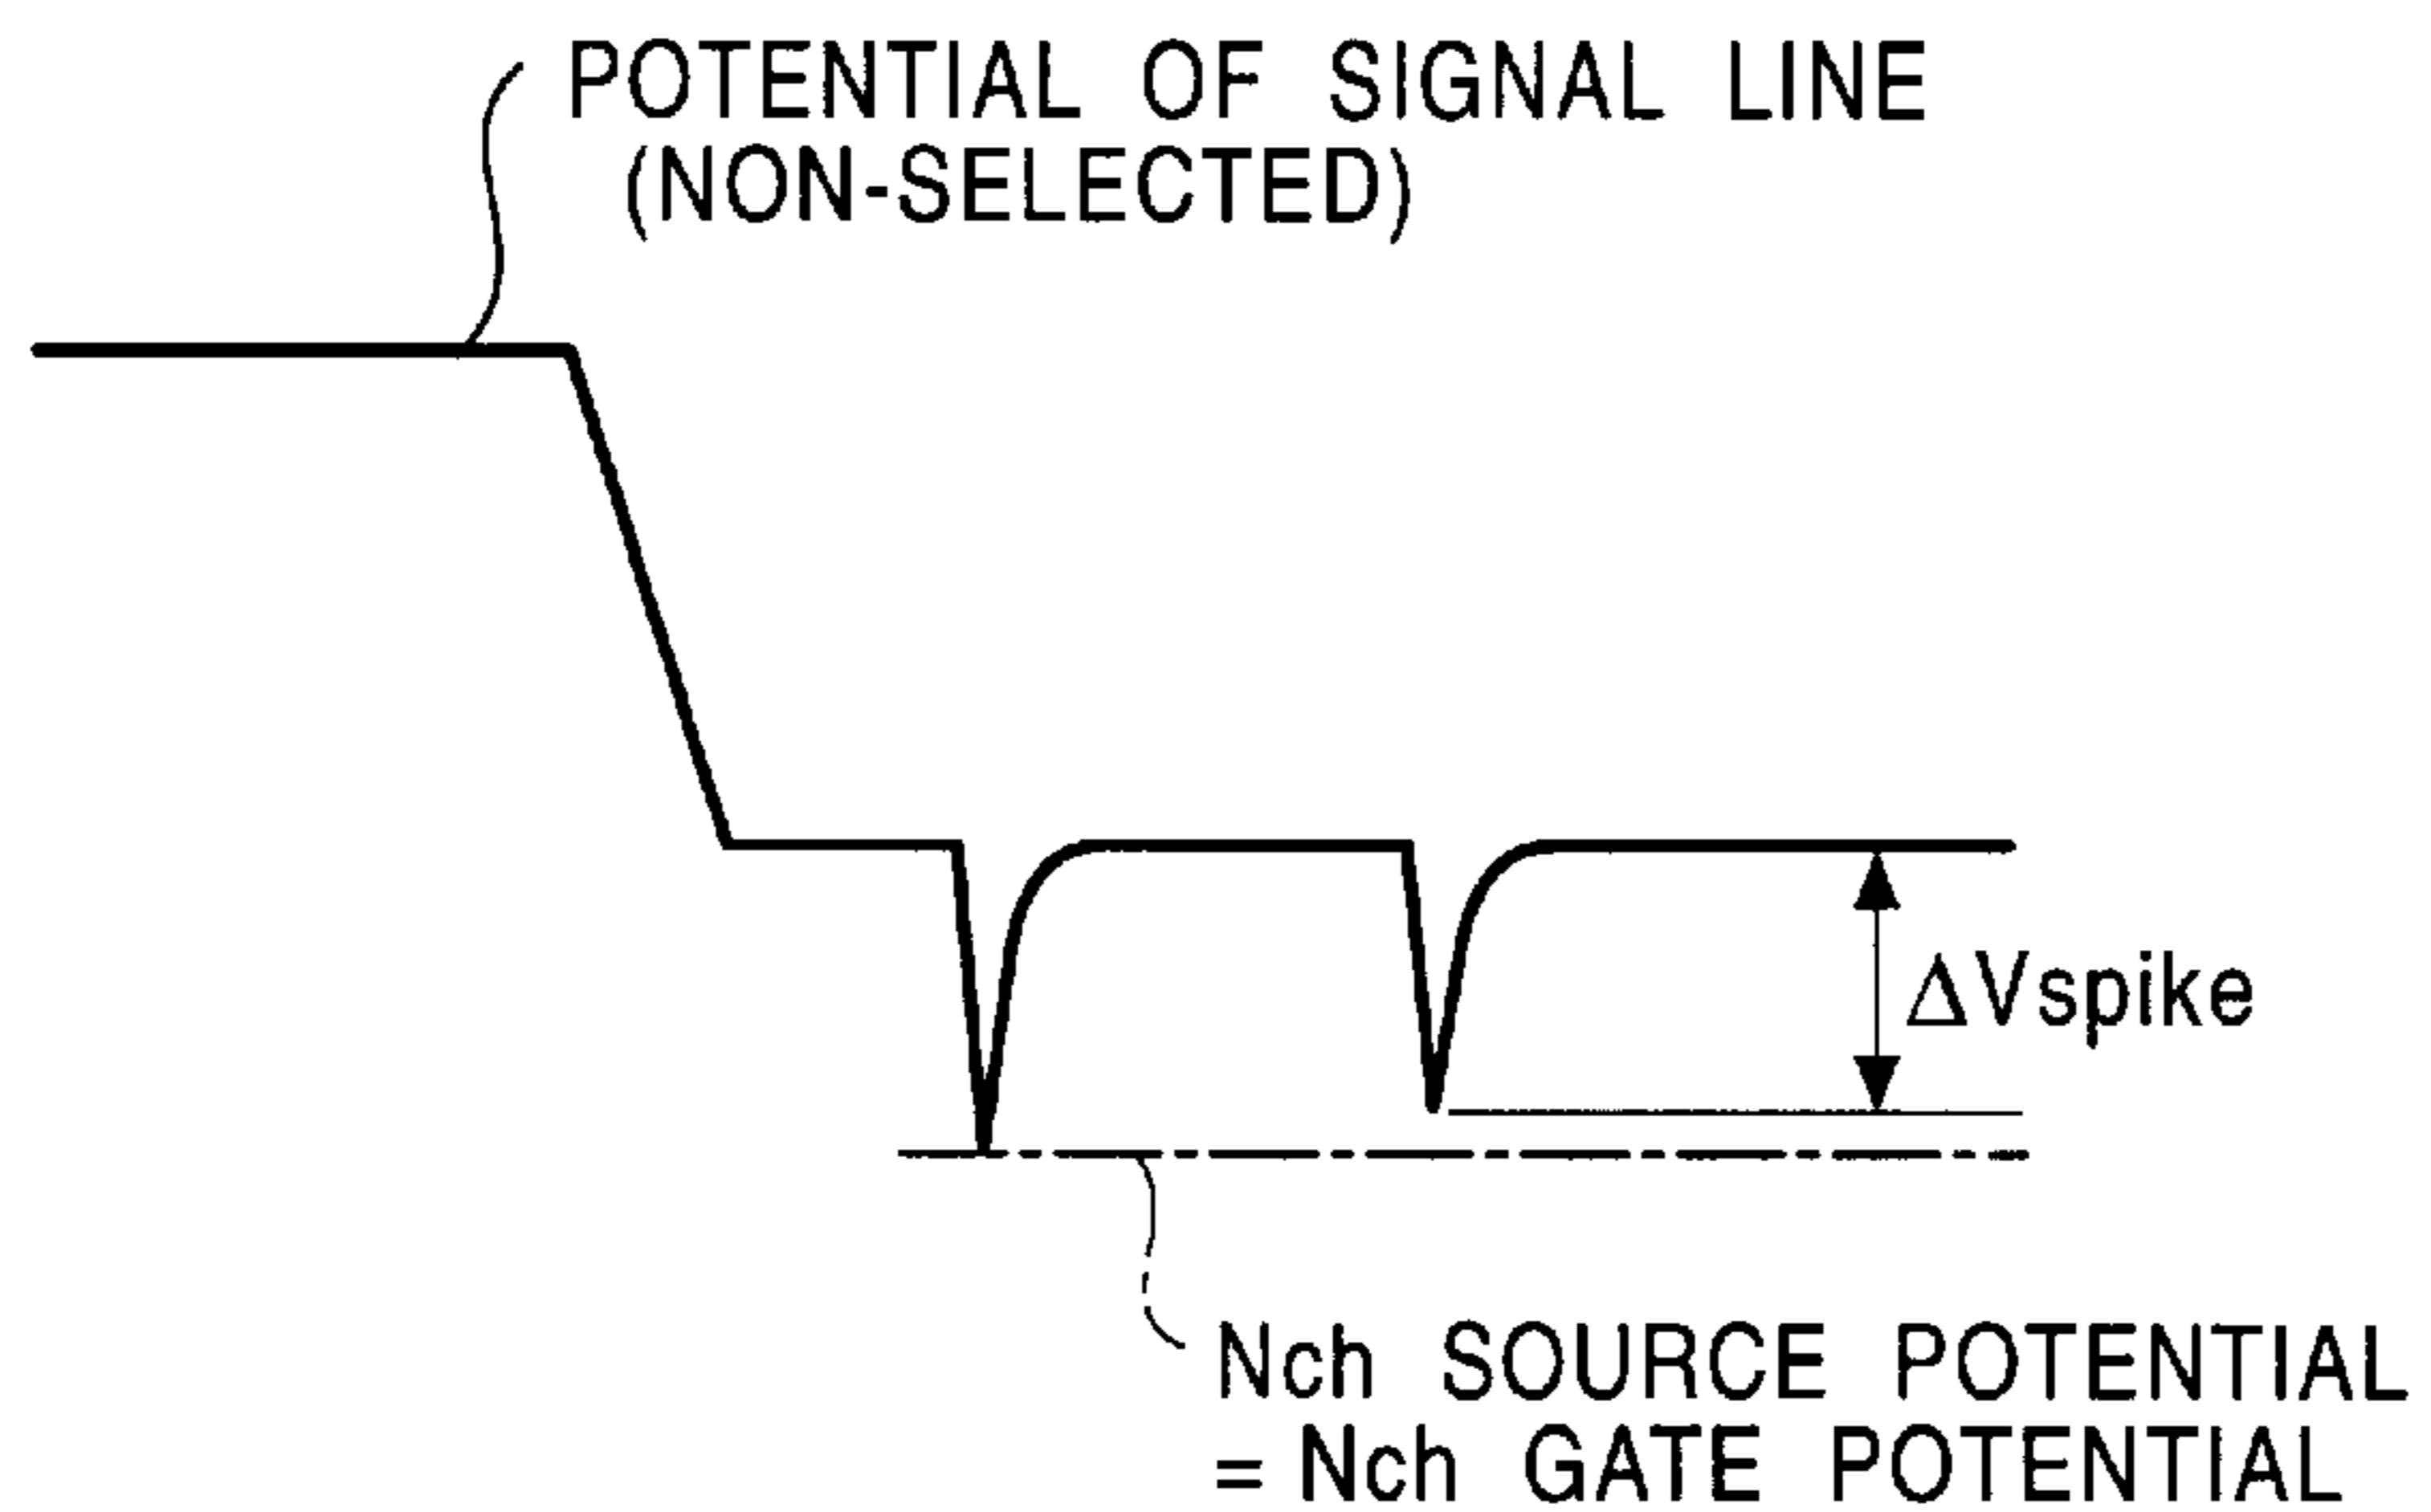 POTENTIAL OF SIGNAL LINE
(NON-SELECTED)
ΔVspike
Nch SOURCE POTENTIAL
= Nch GATE POTENTIAL